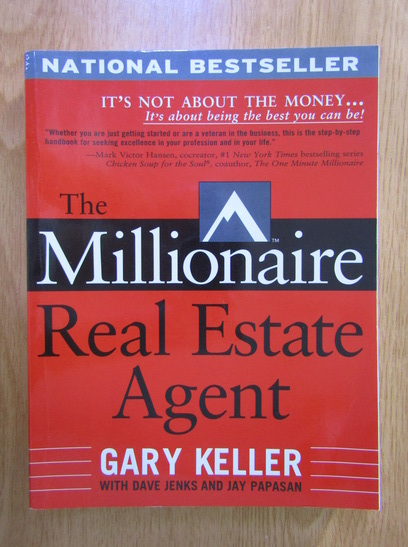 NATIONAL BESTSELLER
IT'S NOT ABOUT THE MONEY...
It's about being the best you can be!
"Whether you are just getting started or are a veteran in the business, this is the step-by-step
handbook for seeking excellence in your profession and in your life."
—Mark Victor Hansen, cocreator, #1 New York Times bestselling series
Chicken Soup for the Soul®, coauthor, The One Minute Millionaire
The
TM
Millionaire
Real Estate
Agent
GARY KELLER
WITH DAVE JENKS AND JAY PAPASAN